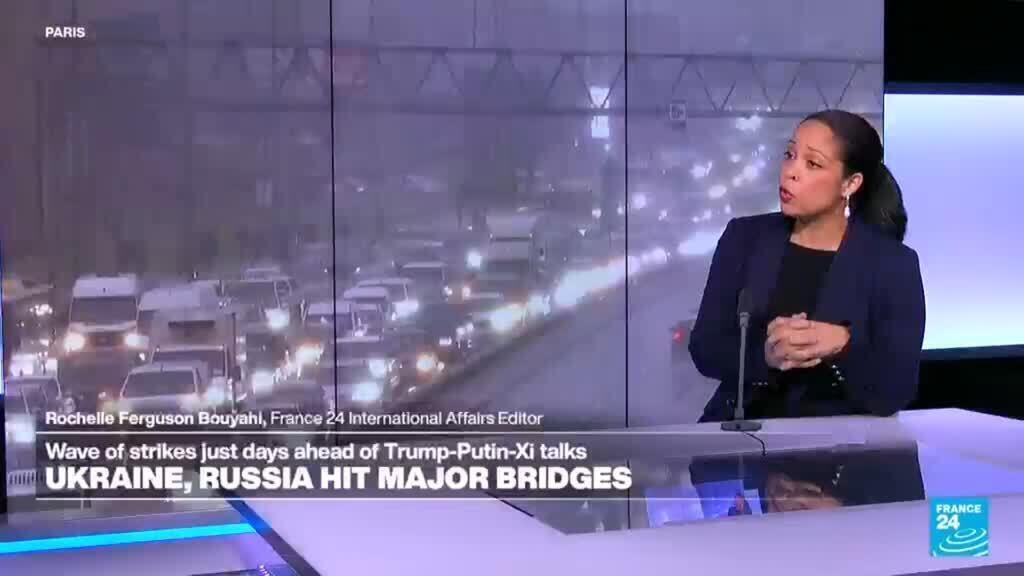 PARIS
Rochelle Ferguson Bouyahi, France 24 International Affairs Editor
Wave of strikes just days ahead of Trump-Putin-Xi talks
UKRAINE, RUSSIA HIT MAJOR BRIDGES
FRANCE
24